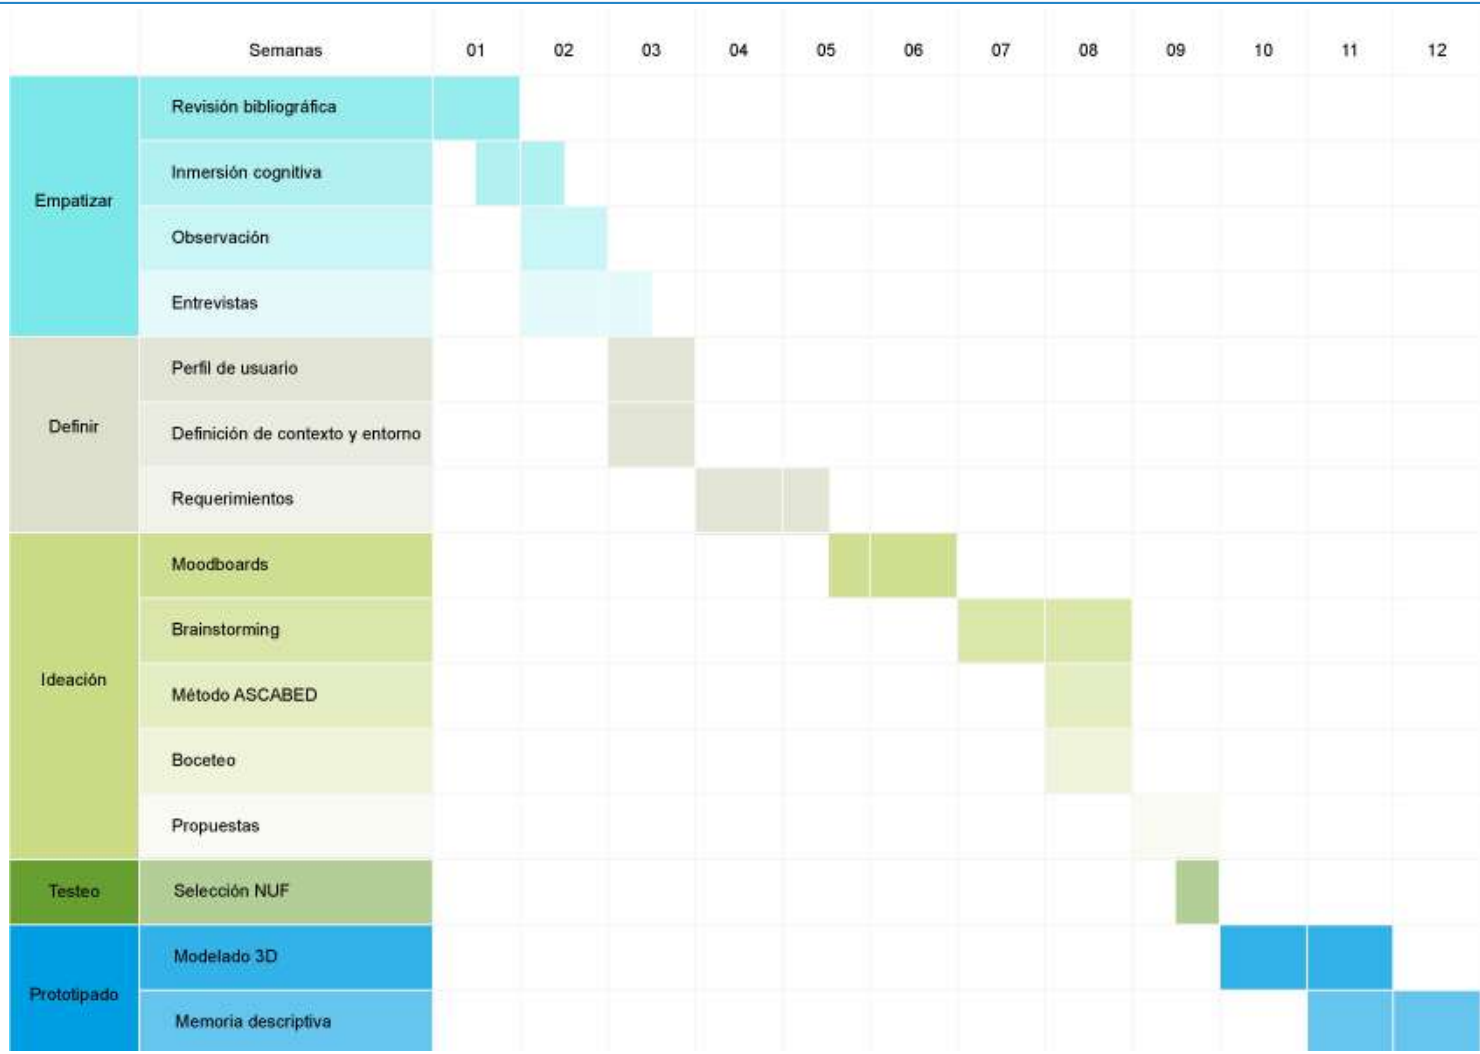 Semanas 01 02 03 04 05 06 07 08 09 10 11 12
Empatizar
Revisión bibliográfica
Inmersión cognitiva
Observación
Entrevistas
Definir
Perfil de usuario
Definición de contexto y entorno
Requerimientos
Ideación
Moodboards
Brainstorming
Método ASCABED
Boceteo
Propuestas
Testeo
Selección NUF
Prototipado
Modelado 3D
Memoria descriptiva